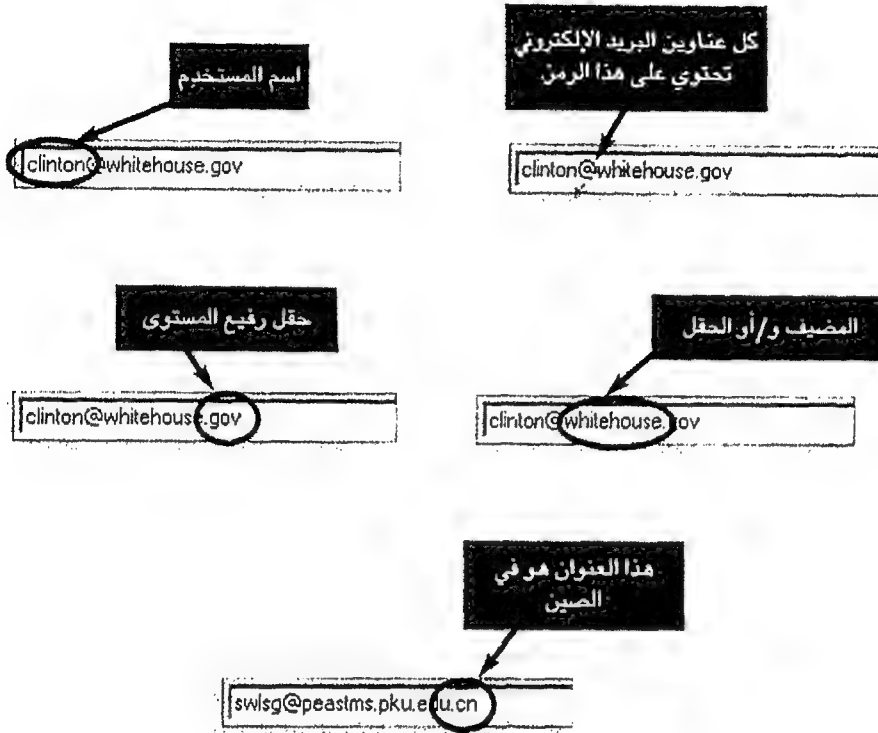 كل عناوين البريد الإلكتروني
تحتوي على هذا الرمز
اسم المستخدم
clinton@whitehouse.gov
clinton@whitehouse.gov
المضيف و/أو الحقل
حقل رفيع المستوى
clinton@whitehouse.gov
clinton@whitehouse.gov
هذا العنوان هو في
الصين
swlsg@peastms.pku.edu.cn